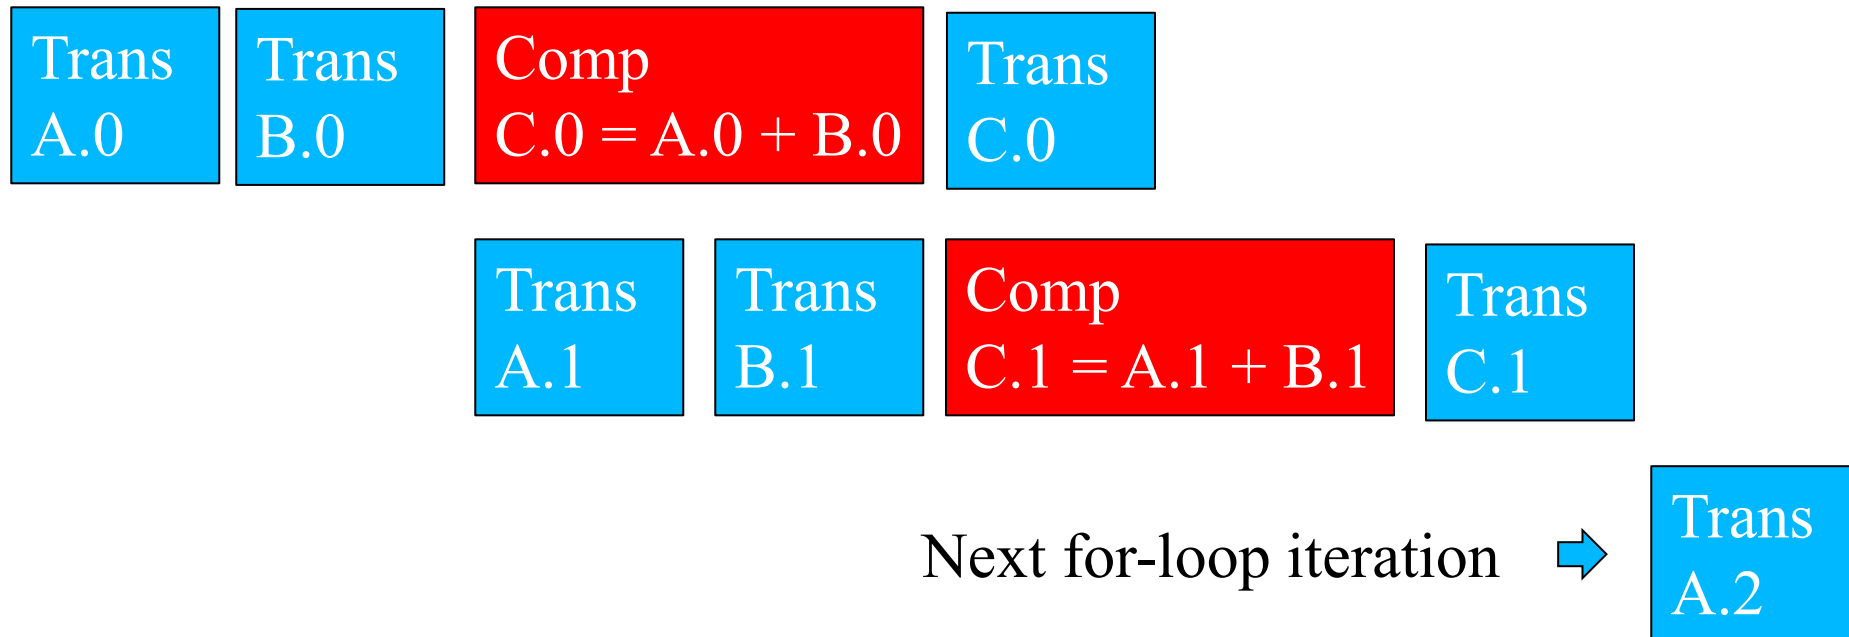 Trans
A.0
Trans
B.0
Comp
C.0 = A.0 + B.0
Trans
C.0
Trans
A.1
Trans
B.1
Comp
C.1 = A.1 + B.1
Trans
C.1
Next for-loop iteration
Trans
A.2